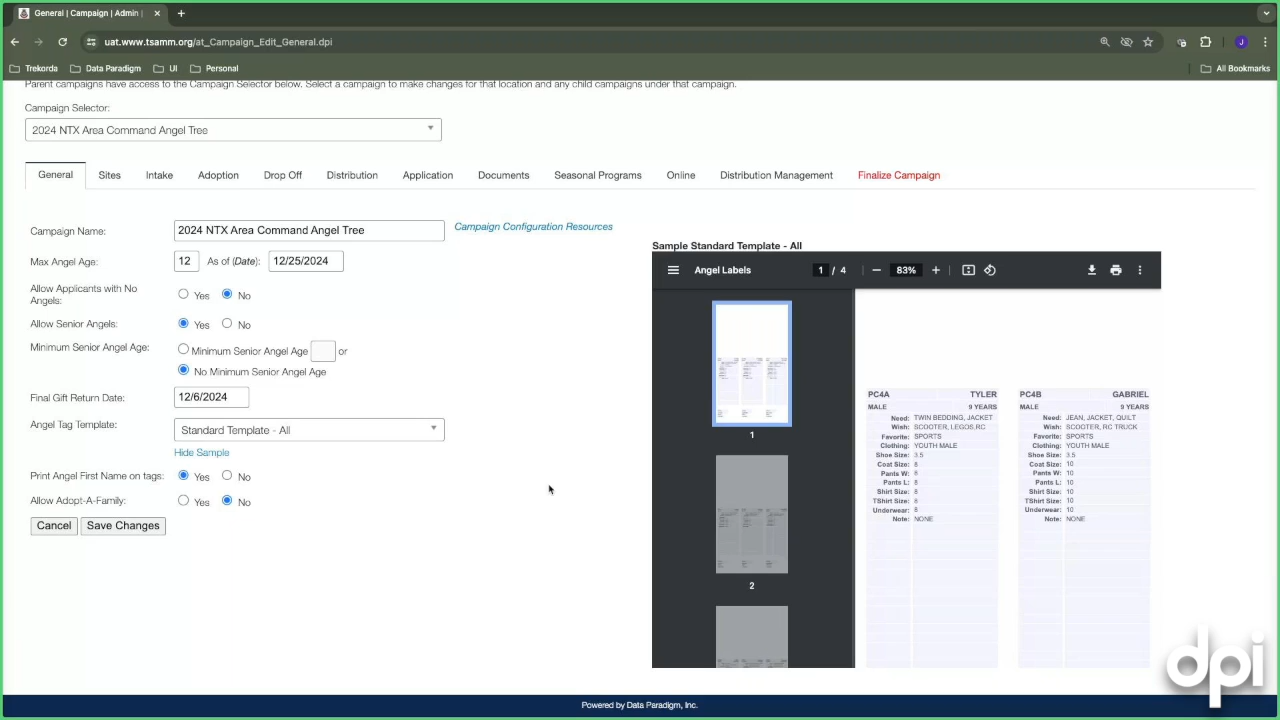 General | Campaign | Admin |
uat.www.tsamm.org/at_Campaign_Edit_General.dpi
J
Trekorda Data Paradigm UI Personal All Bookmarks
Parent campaigns have access to the Campaign Selector below. Select a campaign to make changes for that location and any child campaigns under that campaign.
Campaign Selector:
2024 NTX Area Command Angel Tree
General Sites Intake Adoption Drop Off Distribution Application Documents Seasonal Programs Online Distribution Management Finalize Campaign
Campaign Name: 2024 NTX Area Command Angel Tree Campaign Configuration Resources
Max Angel Age: 12 As of (Date): 12/25/2024
Allow Applicants with No
Angels: Yes No
Allow Senior Angels: Yes No
Minimum Senior Angel Age: Minimum Senior Angel Age or
No Minimum Senior Angel Age
Final Gift Return Date: 12/6/2024
Angel Tag Template: Standard Template - All
Hide Sample
Print Angel First Name on tags: Yes No
Allow Adopt-A-Family: Yes No
Cancel Save Changes
Sample Standard Template - All
Angel Labels 1 / 4 83%
1
2
PC4A TYLER
MALE 9 YEARS
Need: TWIN BEDDING, JACKET
Wish: SCOOTER, LEGOS,RC
Favorite: SPORTS
Clothing: YOUTH MALE
Shoe Size: 3.5
Coat Size: 8
Pants W: 8
Pants L: 8
Shirt Size: 8
TShirt Size: 8
Underwear: 8
Note: NONE
PC4B GABRIEL
MALE 9 YEARS
Need: JEAN, JACKET, QUILT
Wish: SCOOTER, RC TRUCK
Favorite: SPORTS
Clothing: YOUTH MALE
Shoe Size: 3.5
Coat Size: 10
Pants W: 10
Pants L: 10
Shirt Size: 10
TShirt Size: 10
Underwear: 10
Note: NONE
dpi
Powered by Data Paradigm, Inc.